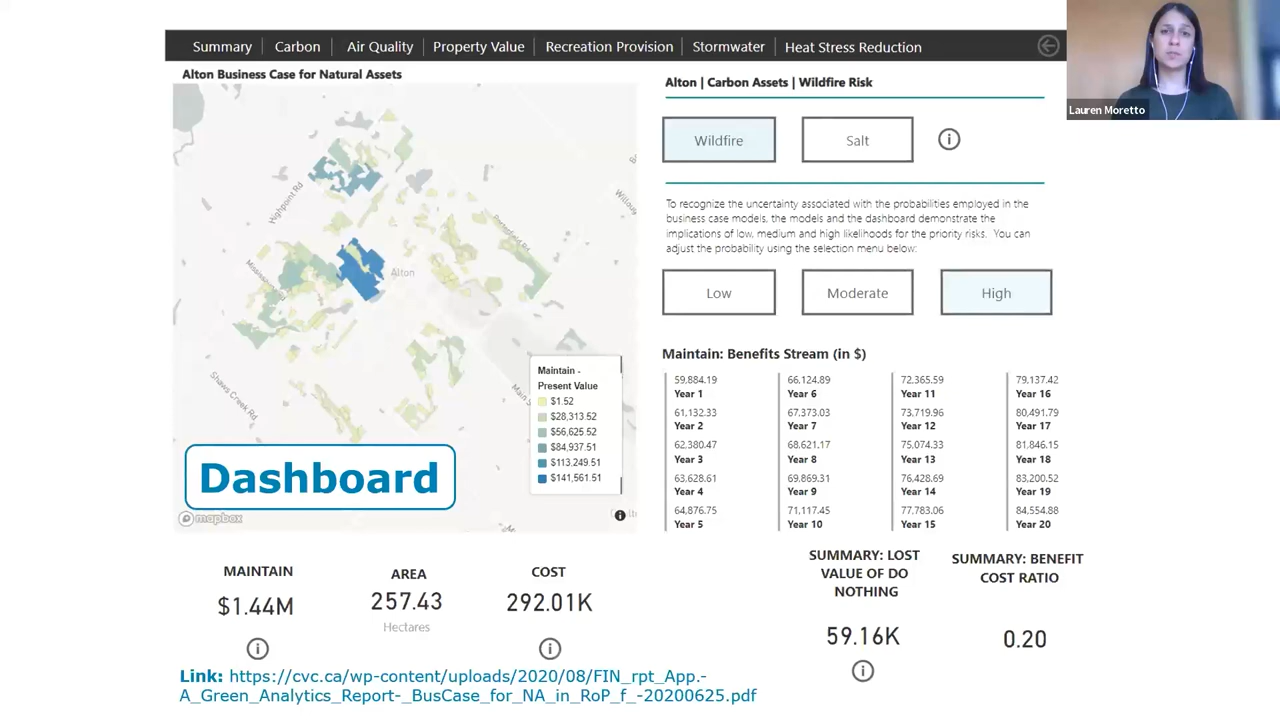 Summary
Carbon
Air Quality
Property Value
Recreation Provision
Stormwater
Heat Stress Reduction
Lauren Moretto
Alton Business Case for Natural Assets
Highpoint Rd
Alton
Shaws Creek Rd
Maintain -
Present Value
$1.52
$28,313.52
$56,625.52
$84,937.51
$113,249.51
$141,561.51
Dashboard
mapbox
Alton | Carbon Assets | Wildfire Risk
Wildfire
Salt
To recognize the uncertainty associated with the probabilities employed in the
business case models, the models and the dashboard demonstrate the
implications of low, medium and high likelihoods for the priority risks. You can
adjust the probability using the selection menu below:
Low
Moderate
High
Maintain: Benefits Stream (in $)
59,884.19
Year 1
61,132.33
Year 2
62,380.47
Year 3
63,628.61
Year 4
64,876.75
Year 5
66,124.89
Year 6
67,373.03
Year 7
68,621.17
Year 8
69,869.31
Year 9
71,117.45
Year 10
72,365.59
Year 11
73,719.96
Year 12
75,074.33
Year 13
76,428.69
Year 14
77,783.06
Year 15
79,137.42
Year 16
80,491.79
Year 17
81,846.15
Year 18
83,200.52
Year 19
84,554.88
Year 20
MAINTAIN
$1.44M
AREA
257.43
Hectares
COST
292.01K
SUMMARY: LOST
VALUE OF DO
NOTHING
59.16K
SUMMARY: BENEFIT
COST RATIO
0.20
Link: https://cvc.ca/wp-content/uploads/2020/08/FIN_rpt_App.-
A_Green_Analytics_Report-_BusCase_for_NA_in_RoP_f_-20200625.pdf